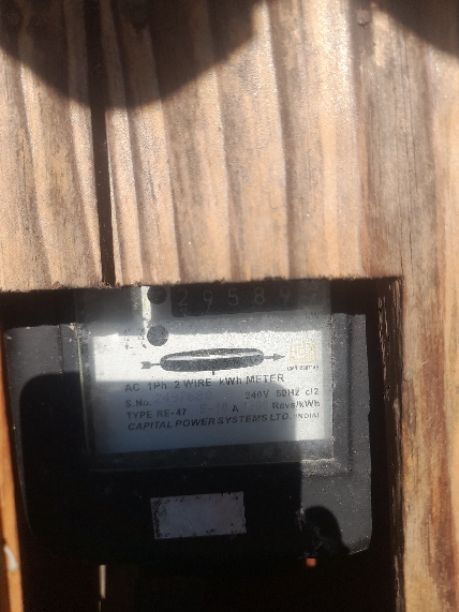 2958
AC 1Ph 2 WIRE kWh METER
S.No. 240V 50HZ cl2
TYPE RE-47 A Revs/kWh
CAPITAL POWER SYSTEMS LTD. (INDIA)